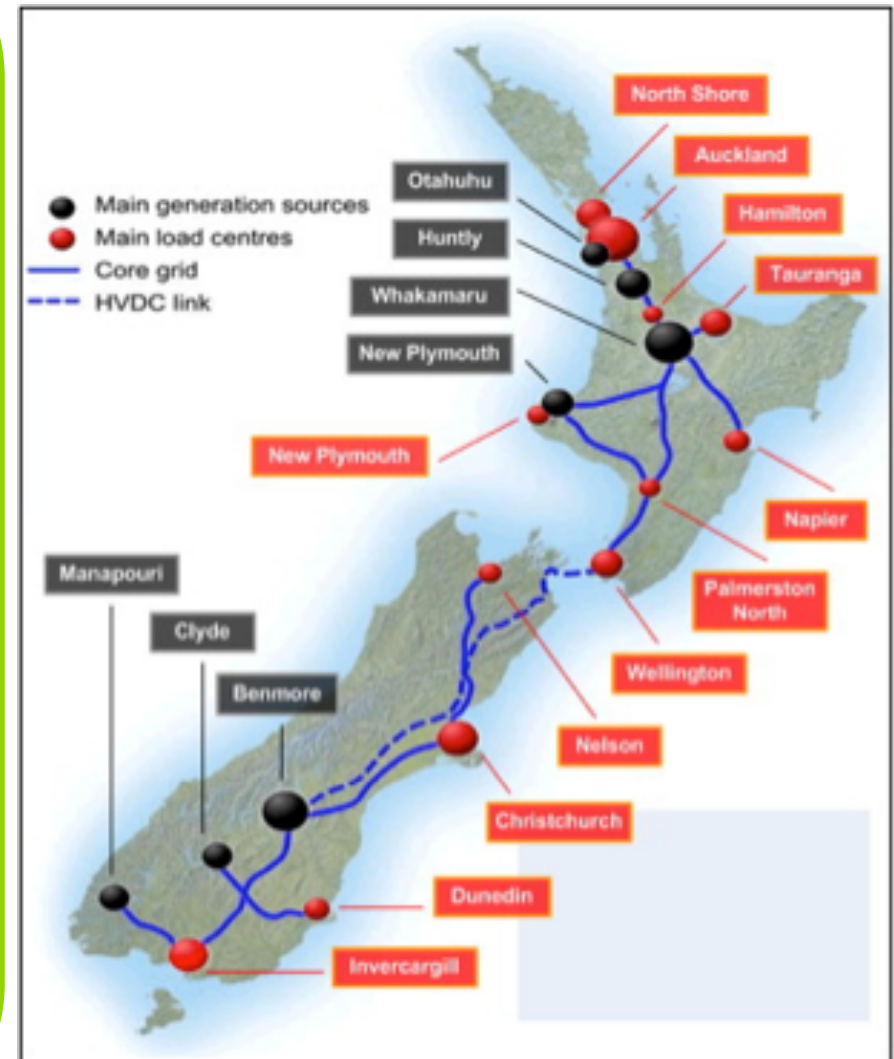 North Shore
Auckland
Otahuhu
Main generation sources
Hamilton
Main load centres
Huntly
Core grid
Tauranga
Whakamaru
HVDC link
New Plymouth
New Plymouth
Napier
Manapouri
Palmerston
North
Clyde
Wellington
Benmore
Nelson
Christchurch
Dunedin
Invercargill